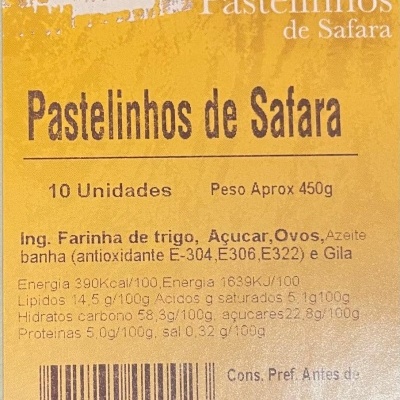 Pastelinhos
de Safara
Pastelinhos de Safara
10 Unidades Peso Aprox 450g
Ing. Farinha de trigo, Açucar,Ovos,Azeite
banha (antioxidante E-304,E306,E322) e Gila
Energia 390Kcal/100,Energia 1639KJ/100
Lipidos 14,5 g/100g Acidos g saturados 5,1g100g
Hidratos carbono 58,3g/100g, açucares22,8g/100g
Proteinas 5,0g/100g, sal 0,32 g/100g
Cons. Pref. Antes de